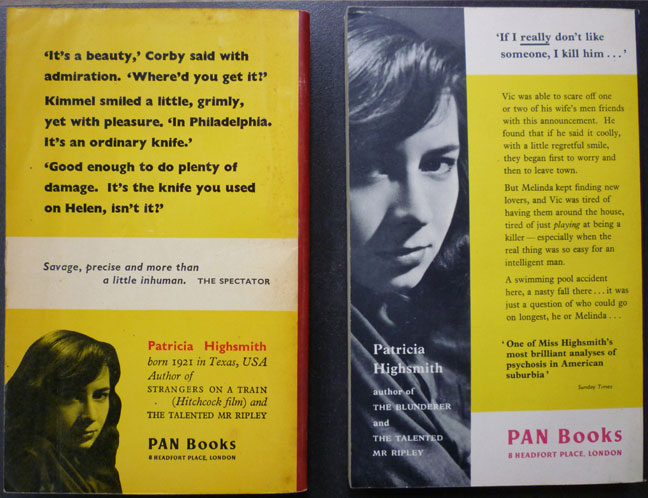 ‘It’s a beauty,’ Corby said with
admiration. ‘Where’d you get it?’
Kimmel smiled a little, grimly,
yet with pleasure. ‘In Philadelphia.
It’s an ordinary knife.’
‘Good enough to do plenty of
damage. It’s the knife you used
on Helen, isn’t it?’
Savage, precise and more than
a little inhuman. THE SPECTATOR
Patricia Highsmith
born 1921 in Texas, USA
Author of
STRANGERS ON A TRAIN
(Hitchcock film) and
THE TALENTED MR RIPLEY
PAN Books
8 HEADFORT PLACE, LONDON
‘If I really don’t like
someone, I kill him . . .’
Vic was able to scare off one
or two of his wife’s men friends
with this announcement. He
found that if he said it coolly,
with a little regretful smile,
they began first to worry and
then to leave town.
But Melinda kept finding new
lovers, and Vic was tired of
having them around the house,
tired of just playing at being a
killer — especially when the
real thing was so easy for an
intelligent man.
A swimming pool accident
here, a nasty fall there . . . it was
just a question of who could go
on longest, he or Melinda . . .
‘One of Miss Highsmith’s
most brilliant analyses of
psychosis in American
suburbia’
Sunday Times
Patricia
Highsmith
author of
THE BLUNDERER
and
THE TALENTED
MR RIPLEY
PAN Books
8 HEADFORT PLACE, LONDON